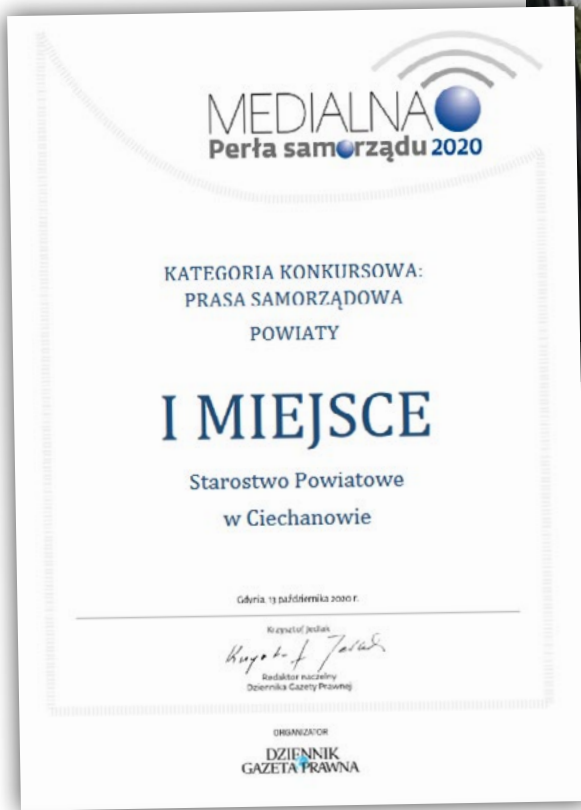 MEDIALNA
Perła samorządu 2020
KATEGORIA KONKURSOWA:
PRASA SAMORZĄDOWA
POWIATY
I MIEJSCE
Starostwo Powiatowe
w Ciechanowie
Gdynia, 13 października 2020 r.
Krzysztof Jedlak
Redaktor naczelny
Dziennika Gazety Prawnej
ORGANIZATOR
DZIENNIK
GAZETA PRAWNA